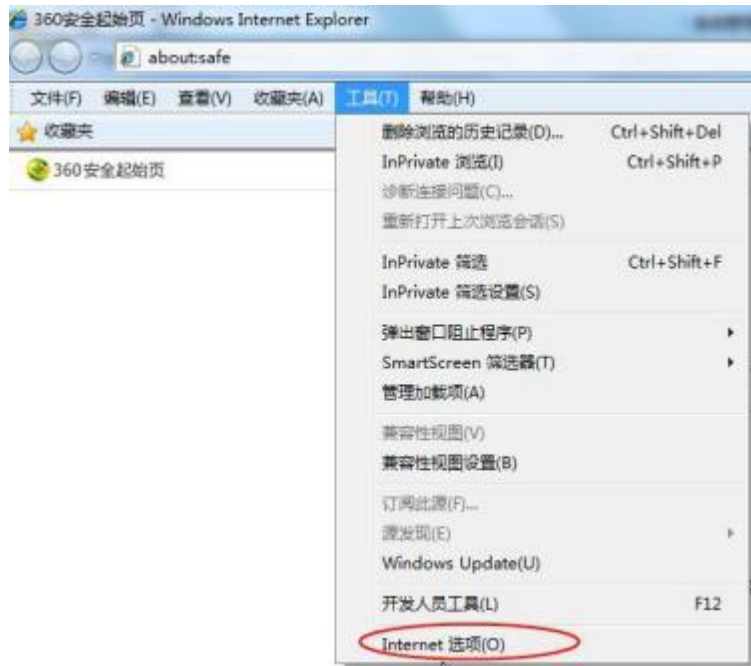 360安全起始页 - Windows Internet Explorer
about:safe
文件(F) 编辑(E) 查看(V) 收藏夹(A) 工具(T) 帮助(H)
收藏夹
360安全起始页
删除浏览的历史记录(D)... Ctrl+Shift+Del
InPrivate 浏览(I) Ctrl+Shift+P
诊断连接问题(C)...
重新打开上次浏览会话(S)
InPrivate 筛选 Ctrl+Shift+F
InPrivate 筛选设置(S)
弹出窗口阻止程序(P)
SmartScreen 筛选器(T)
管理加载项(A)
兼容性视图(V)
兼容性视图设置(B)
订阅此源(F)...
源发现(E)
Windows Update(U)
开发人员工具(L) F12
Internet 选项(O)